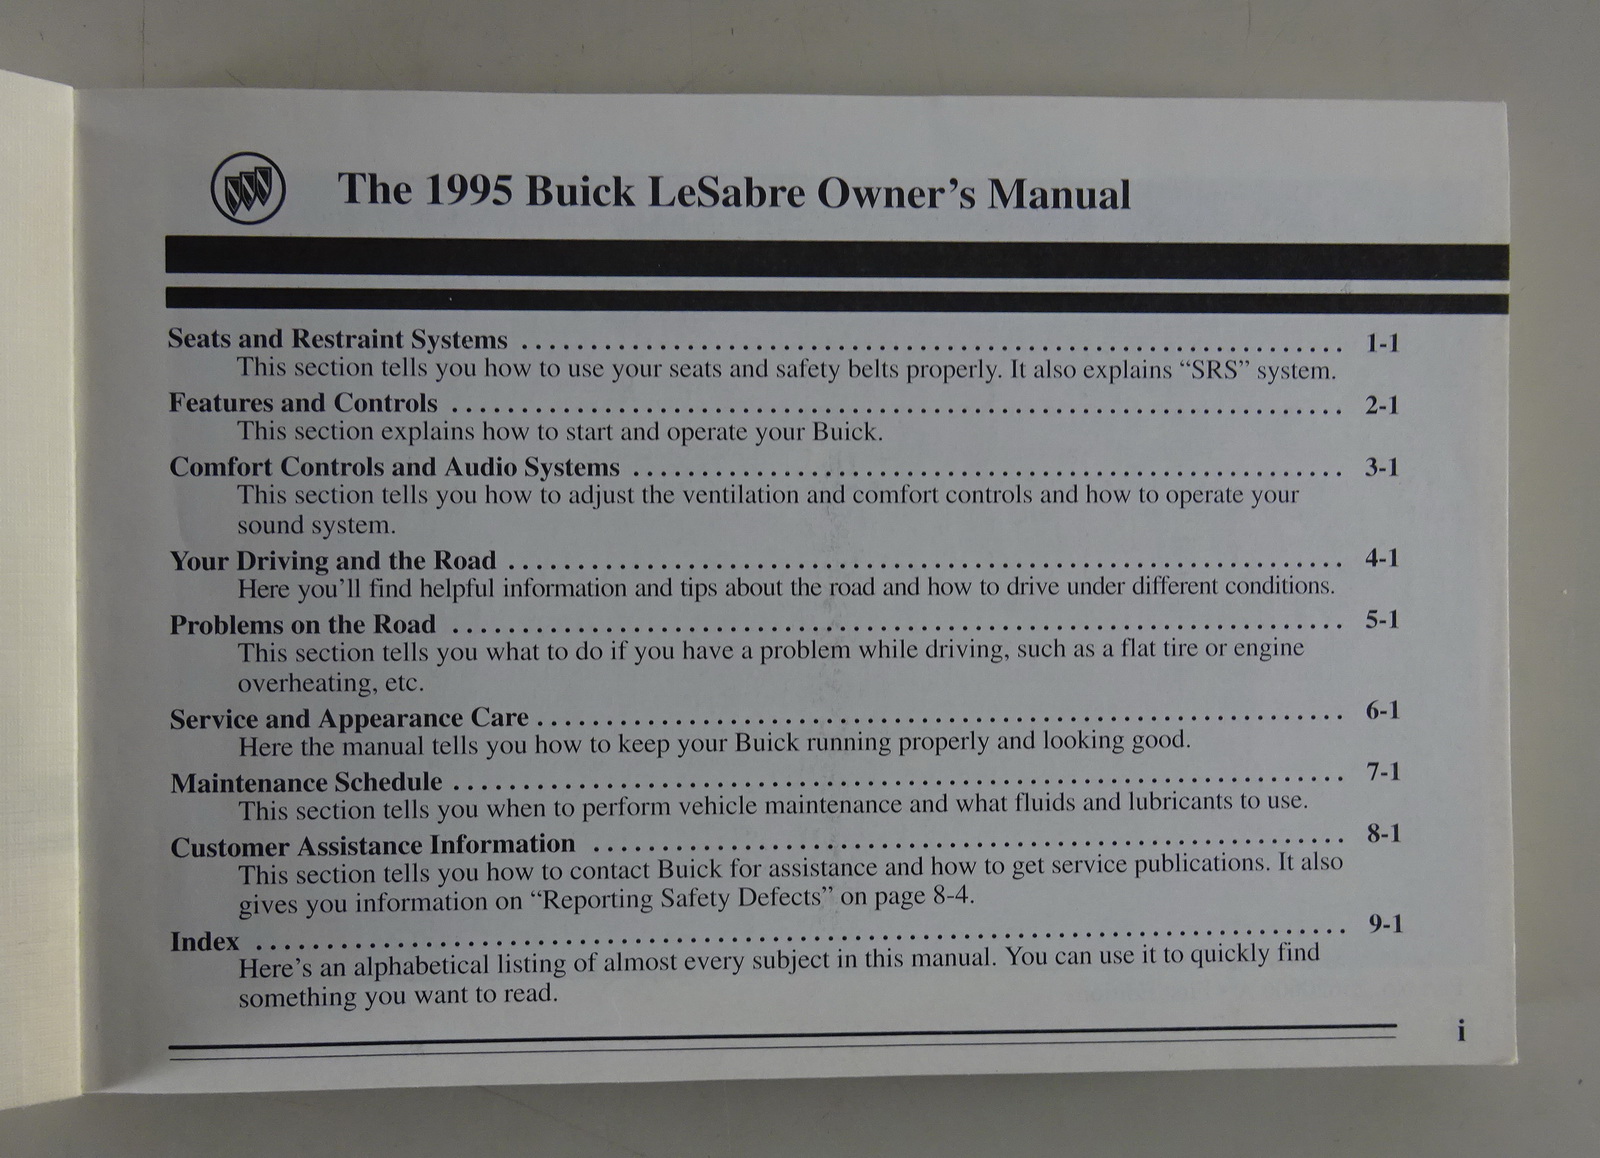 The 1995 Buick LeSabre Owner's Manual
Seats and Restraint Systems ........................................ 1-1
This section tells you how to use your seats and safety belts properly. It also explains “SRS” system.
Features and Controls ........................................ 2-1
This section explains how to start and operate your Buick.
Comfort Controls and Audio Systems ........................................ 3-1
This section tells you how to adjust the ventilation and comfort controls and how to operate your
sound system.
Your Driving and the Road ........................................ 4-1
Here you'll find helpful information and tips about the road and how to drive under different conditions.
Problems on the Road ........................................ 5-1
This section tells you what to do if you have a problem while driving, such as a flat tire or engine
overheating, etc.
Service and Appearance Care ........................................ 6-1
Here the manual tells you how to keep your Buick running properly and looking good.
Maintenance Schedule ........................................ 7-1
This section tells you when to perform vehicle maintenance and what fluids and lubricants to use.
Customer Assistance Information ........................................ 8-1
This section tells you how to contact Buick for assistance and how to get service publications. It also
gives you information on “Reporting Safety Defects” on page 8-4.
Index ........................................ 9-1
Here's an alphabetical listing of almost every subject in this manual. You can use it to quickly find
something you want to read.
i